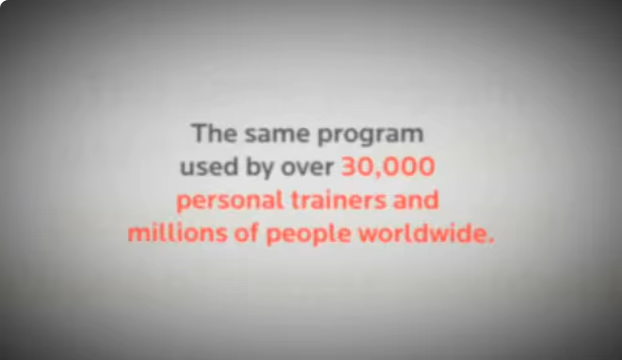 The same program
used by over 30,000
personal trainers and
millions of people worldwide.